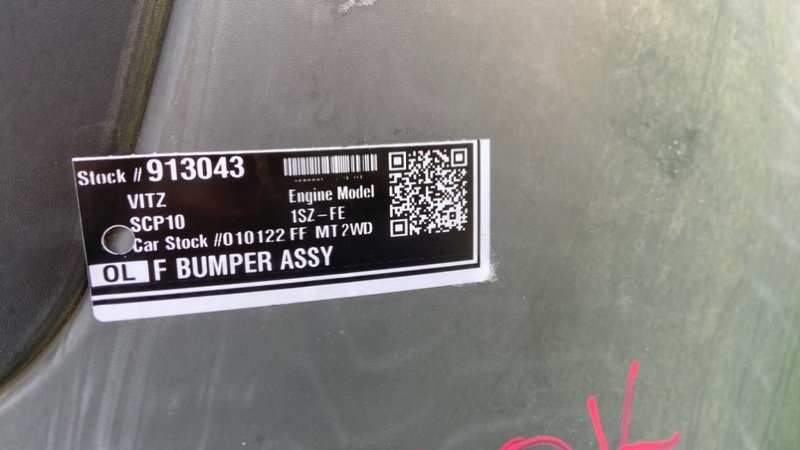 Stock # 913043
VITZ
Engine Model
SCP10
1SZ-FE
Car Stock #010122 FF MT 2WD
OL F BUMPER ASSY